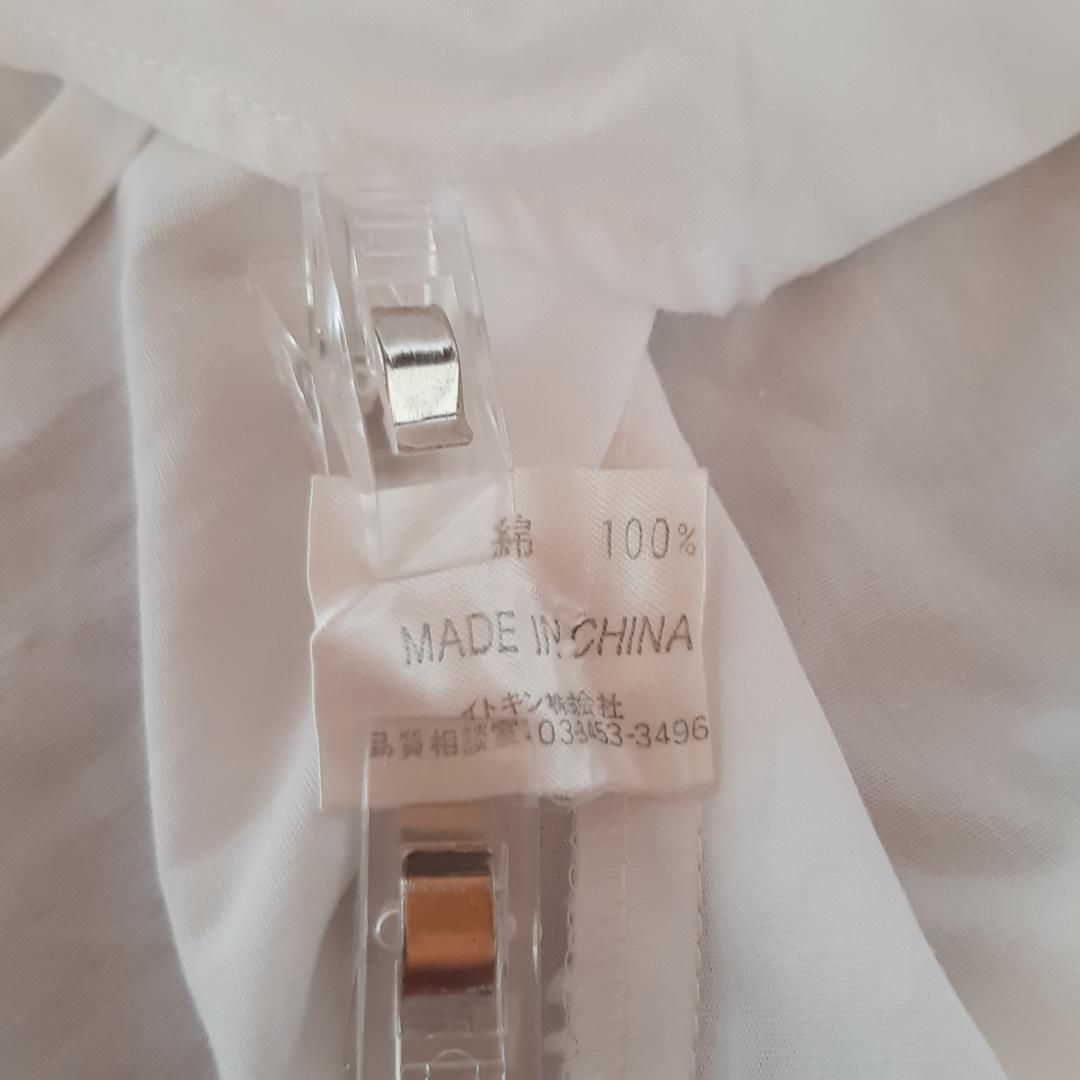 綿 100%
MADE IN CHINA
イトキン株式会社
品質相談室・03-3453-3496